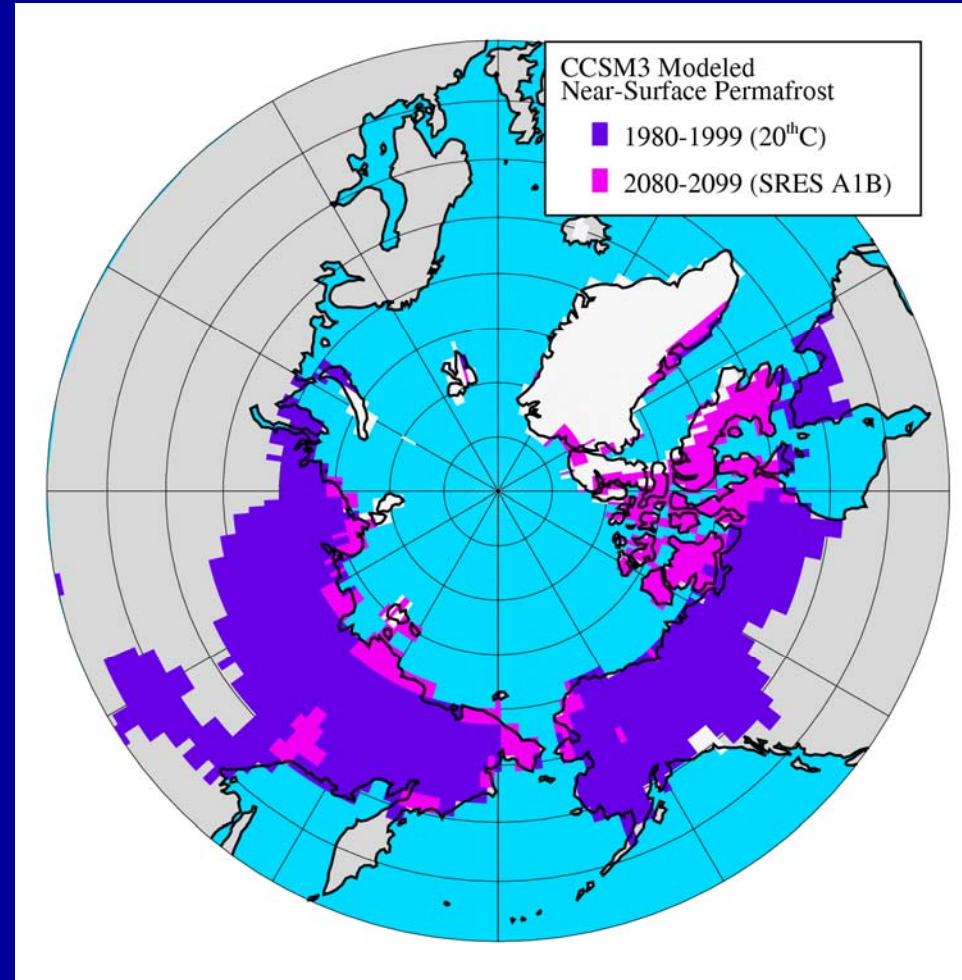 CCSM3 Modeled
Near-Surface Permafrost
1980-1999 (20thC)
2080-2099 (SRES A1B)